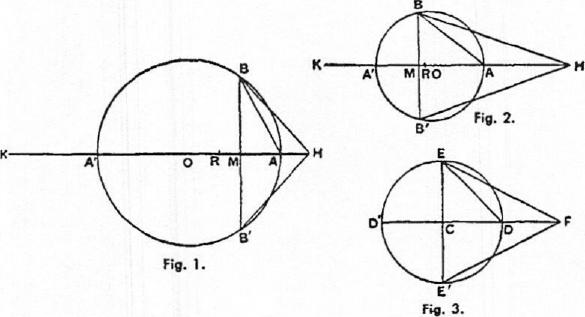 B
K A' O R M A H
B'
Fig. 1.
B
K A' M R O A H
B'
Fig. 2.
E
D' C D F
E'
Fig. 3.